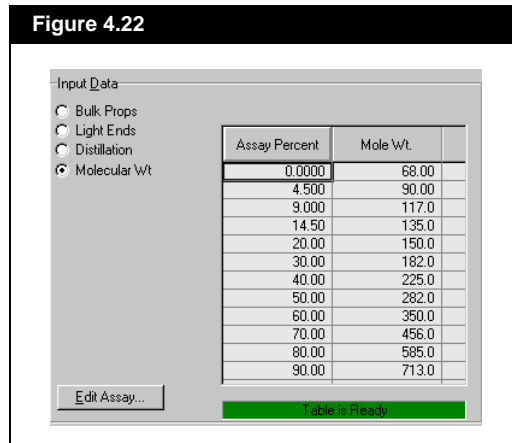 Figure 4.22
Input Data
Bulk Props
Light Ends
Distillation
Molecular Wt
Assay Percent Mole Wt.
0.0000 68.00
4.500 90.00
9.000 117.0
14.50 135.0
20.00 150.0
30.00 182.0
40.00 225.0
50.00 282.0
60.00 350.0
70.00 456.0
80.00 585.0
90.00 713.0
Edit Assay...
Table is Ready